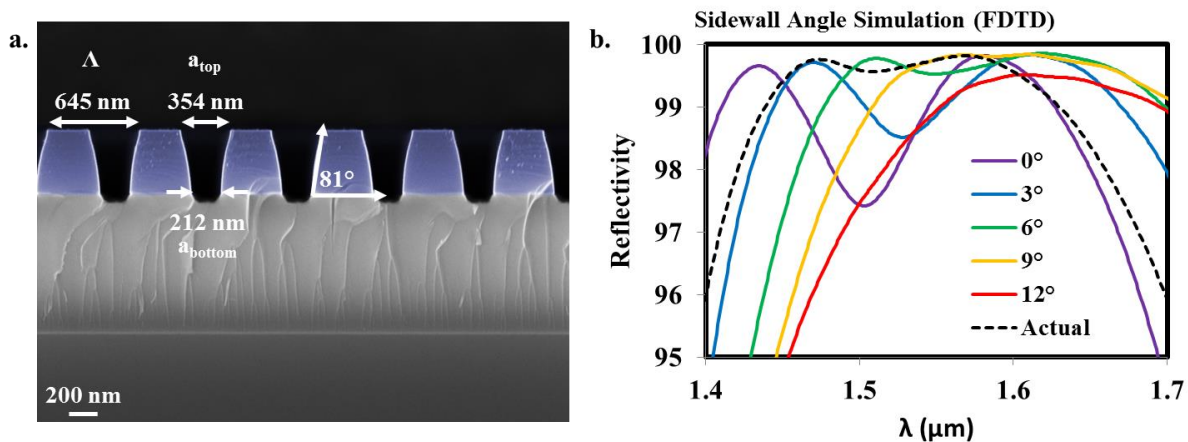 a.
Λ
a_top
645 nm
354 nm
81°
212 nm
a_bottom
200 nm
b.
Sidewall Angle Simulation (FDTD)
Reflectivity
100
99
98
97
96
95
1.4
1.5
1.6
1.7
λ (μm)
0°
3°
6°
9°
12°
Actual